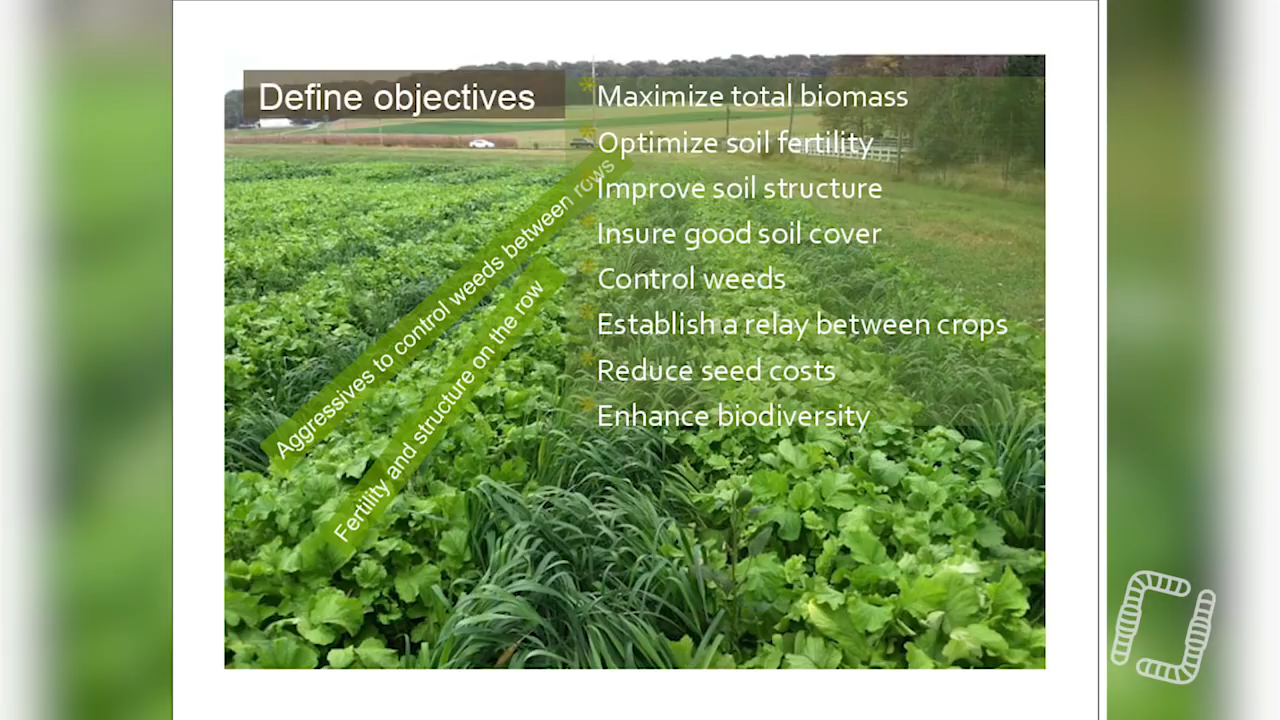 Define objectives
Maximize total biomass
Optimize soil fertility
Improve soil structure
Insure good soil cover
Control weeds
Establish a relay between crops
Reduce seed costs
Enhance biodiversity
Aggressives to control weeds between rows
Fertility and structure on the row